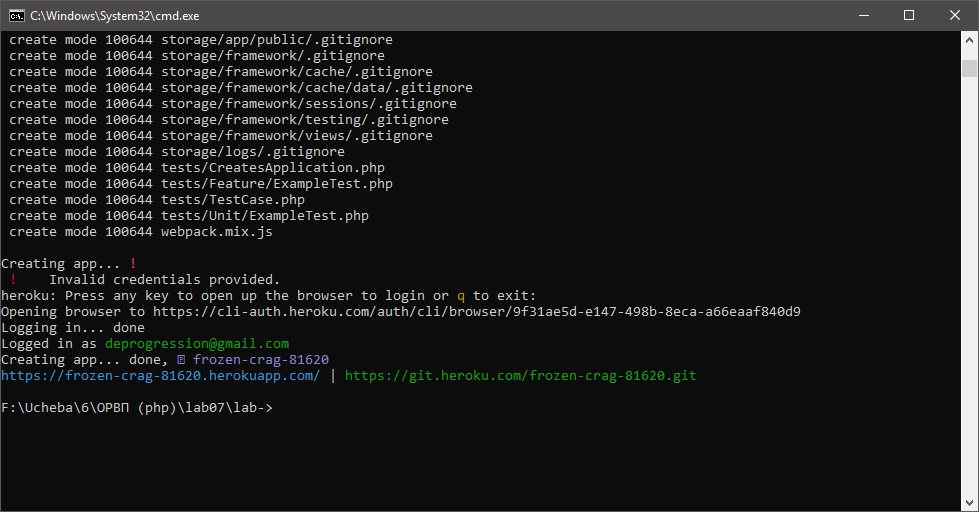 C:\Windows\System32\cmd.exe
create mode 100644 storage/app/public/.gitignore
create mode 100644 storage/framework/.gitignore
create mode 100644 storage/framework/cache/.gitignore
create mode 100644 storage/framework/cache/data/.gitignore
create mode 100644 storage/framework/sessions/.gitignore
create mode 100644 storage/framework/testing/.gitignore
create mode 100644 storage/framework/views/.gitignore
create mode 100644 storage/logs/.gitignore
create mode 100644 tests/CreatesApplication.php
create mode 100644 tests/Feature/ExampleTest.php
create mode 100644 tests/TestCase.php
create mode 100644 tests/Unit/ExampleTest.php
create mode 100644 webpack.mix.js
Creating app... !
!    Invalid credentials provided.
heroku: Press any key to open up the browser to login or q to exit:
Opening browser to https://cli-auth.heroku.com/auth/cli/browser/9f31ae5d-e147-498b-8eca-a66eaaf840d9
Logging in... done
Logged in as deprogression@gmail.com
Creating app... done, frozen-crag-81620
https://frozen-crag-81620.herokuapp.com/ | https://git.heroku.com/frozen-crag-81620.git
F:\Ucheba\6\ОРВП (php)\lab07\lab->